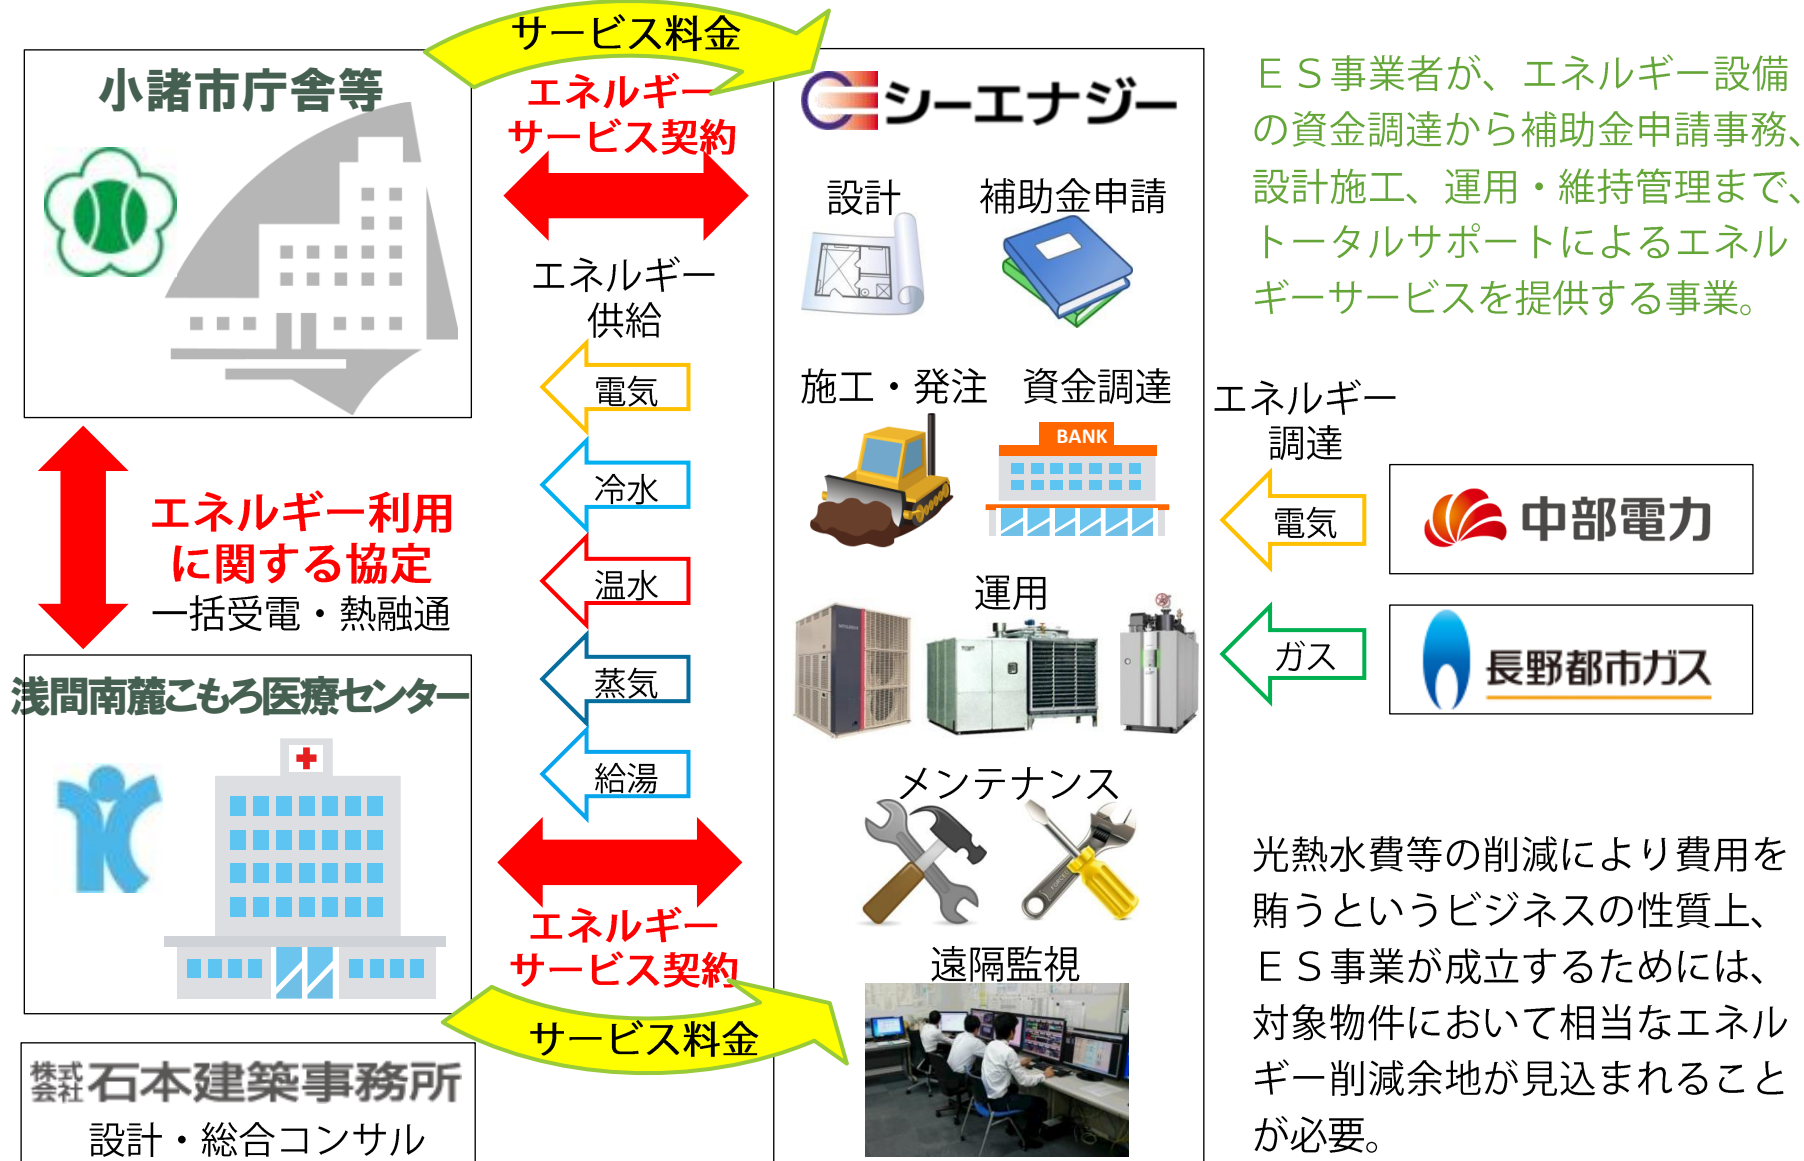 サービス料金
小諸市庁舎等
エネルギー
サービス契約
エネルギー
供給
電気
冷水
温水
蒸気
給湯
エネルギー利用
に関する協定
一括受電・熱融通
浅間南麓こもろ医療センター
エネルギー
サービス契約
サービス料金
株式会社 石本建築事務所
設計・総合コンサル
シーエナジー
設計
補助金申請
施工・発注
資金調達
BANK
運用
メンテナンス
遠隔監視
ＥＳ事業者が、エネルギー設備
の資金調達から補助金申請事務、
設計施工、運用・維持管理まで、
トータルサポートによるエネル
ギーサービスを提供する事業。
エネルギー
調達
電気
中部電力
ガス
長野都市ガス
光熱水費等の削減により費用を
賄うというビジネスの性質上、
ＥＳ事業が成立するためには、
対象物件において相当なエネル
ギー削減余地が見込まれること
が必要。